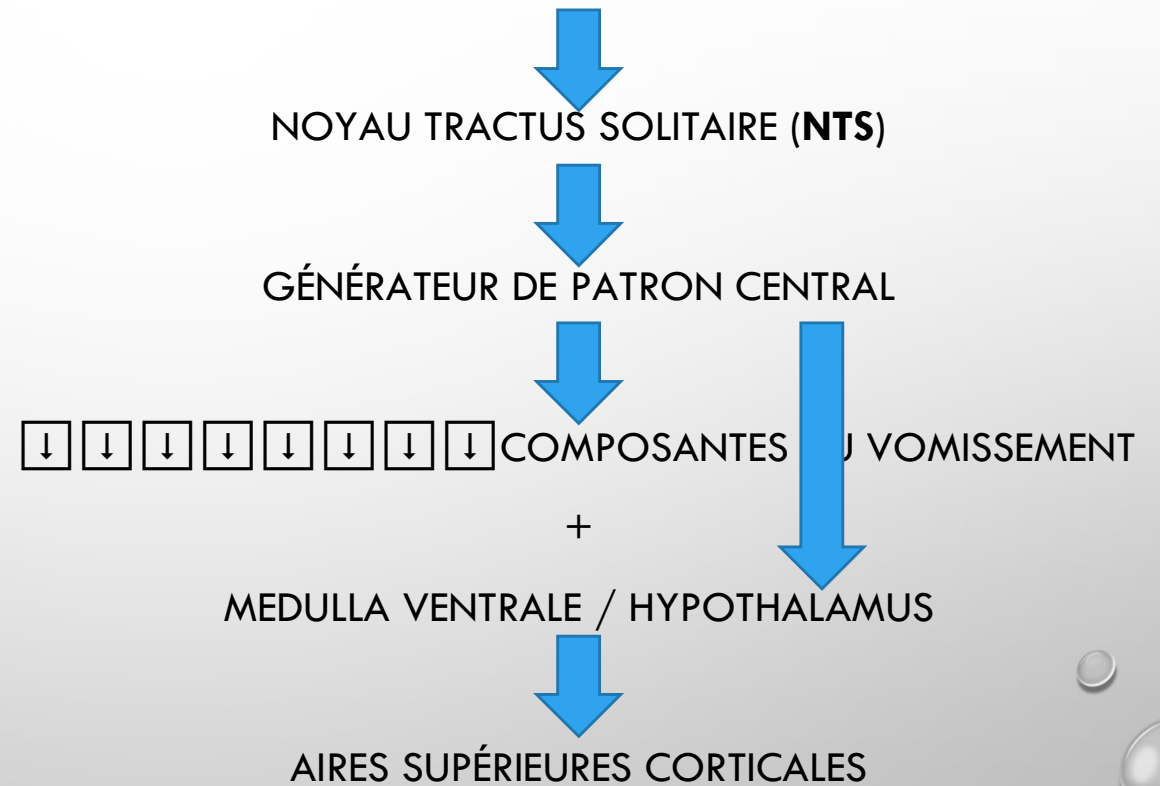 NOYAU TRACTUS SOLITAIRE (NTS)
GÉNÉRATEUR DE PATRON CENTRAL
↓↓↓↓↓↓↓↓COMPOSANTES U VOMISSEMENT
+
MEDULLA VENTRALE / HYPOTHALAMUS
AIRES SUPÉRIEURES CORTICALES